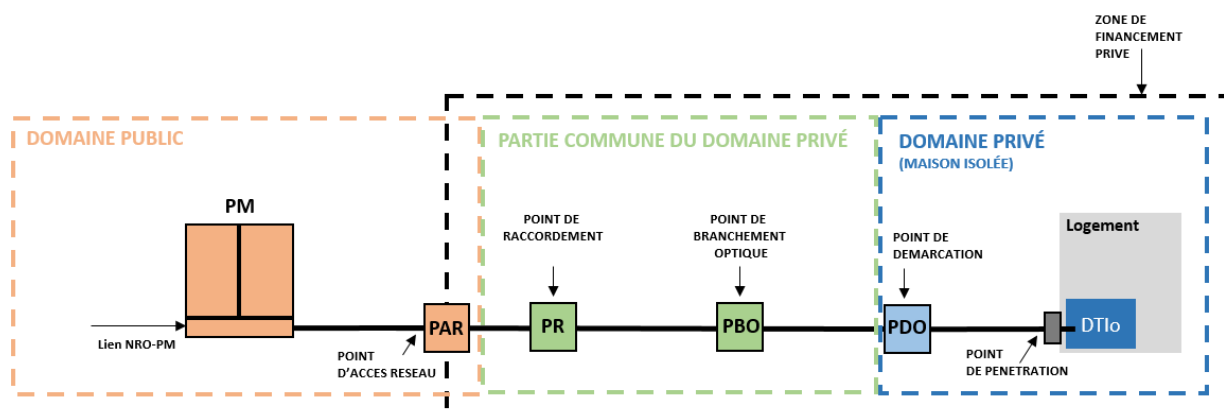 ZONE DE
FINANCEMENT
PRIVE
DOMAINE PUBLIC
PARTIE COMMUNE DU DOMAINE PRIVÉ
DOMAINE PRIVÉ
(MAISON ISOLÉE)
PM
POINT DE
RACCORDEMENT
POINT DE
BRANCHEMENT
OPTIQUE
POINT DE
DEMARCATION
Logement
PAR
PR
PBO
PDO
DTIo
Lien NRO-PM
POINT
D'ACCES RESEAU
POINT
DE PENETRATION